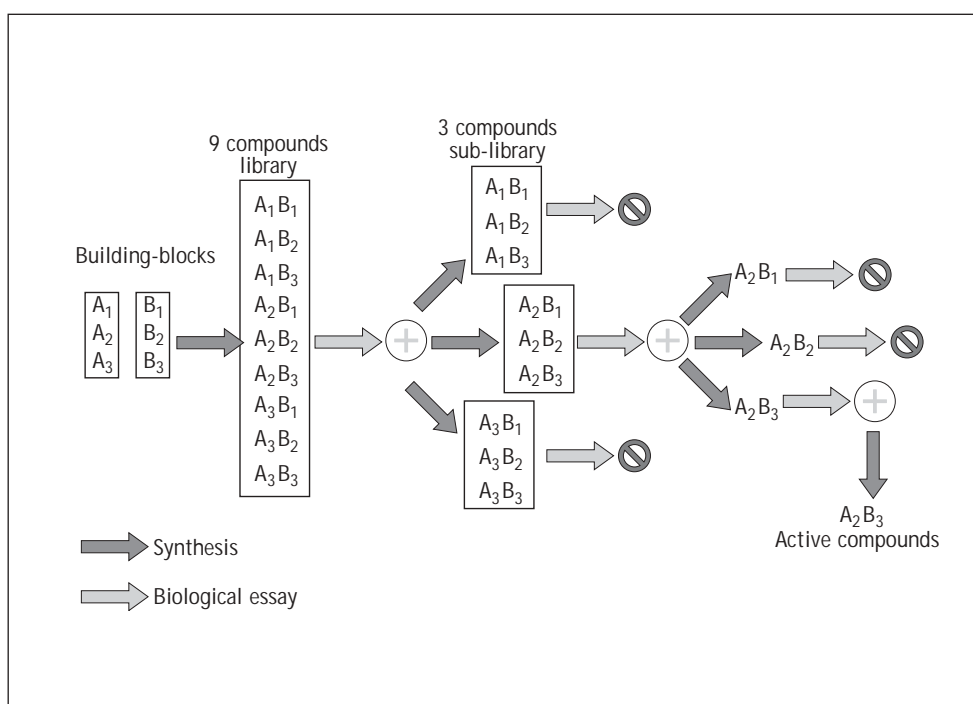 9 compounds
library
3 compounds
sub-library
Building-blocks
A₁
A₂
A₃
B₁
B₂
B₃
A₁B₁
A₁B₂
A₁B₃
A₂B₁
A₂B₂
A₂B₃
A₃B₁
A₃B₂
A₃B₃
A₁B₁
A₁B₂
A₁B₃
A₂B₁
A₂B₂
A₂B₃
A₃B₁
A₃B₂
A₃B₃
A₂B₁
A₂B₂
A₂B₃
A₂B₃
Active compounds
Synthesis
Biological essay